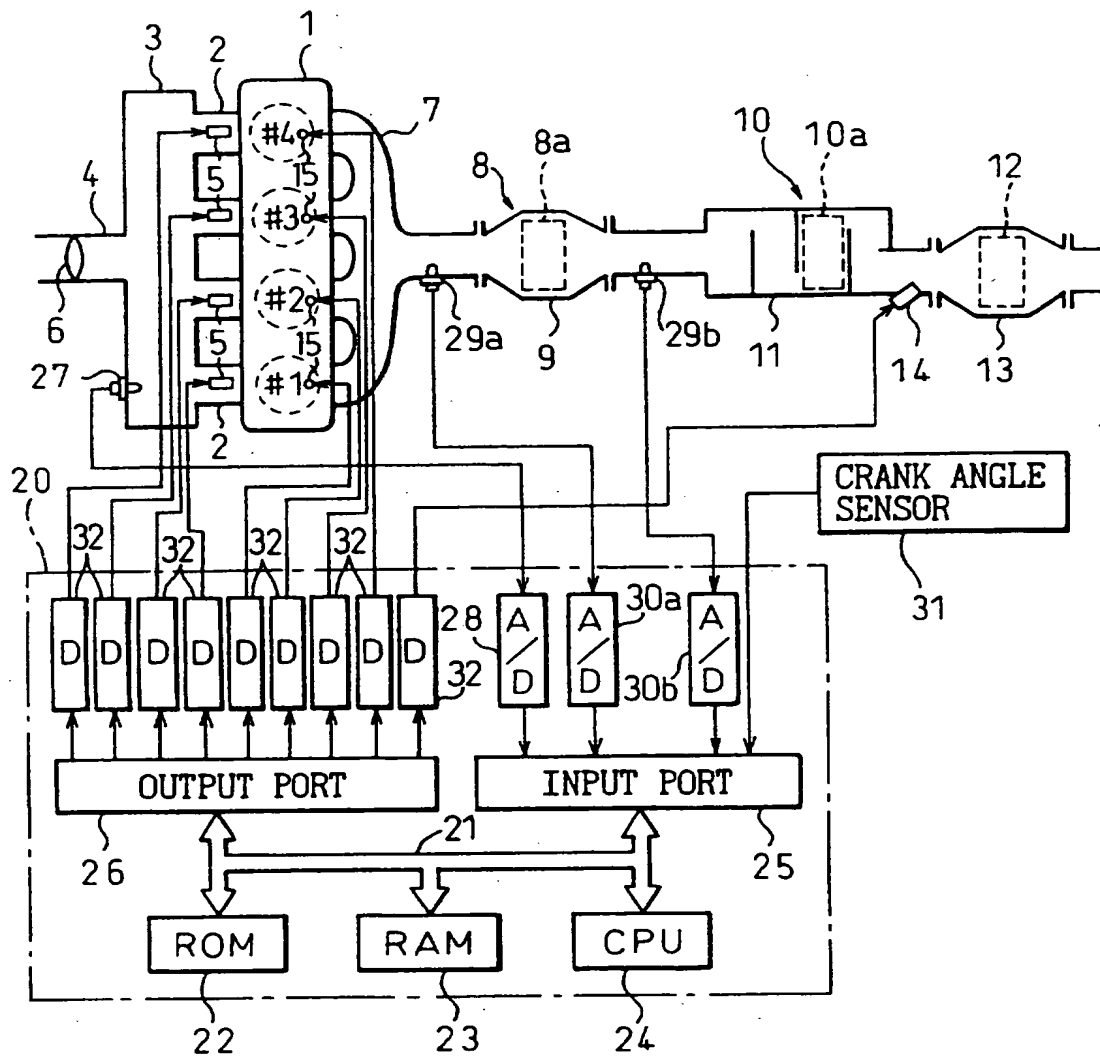 1
3 2
7
10 10a
8 8a
12
4
#4
5 15
#3
#2
5 15
#1
6
27
2
29a 9 29b 11 14 13
20
CRANK ANGLE
SENSOR
31
32 32 32 32
D D D D D D D D D
32
28 A/D
A/D 30a
30b A/D
OUTPUT PORT
INPUT PORT
26
21
25
ROM
RAM
CPU
22
23
24